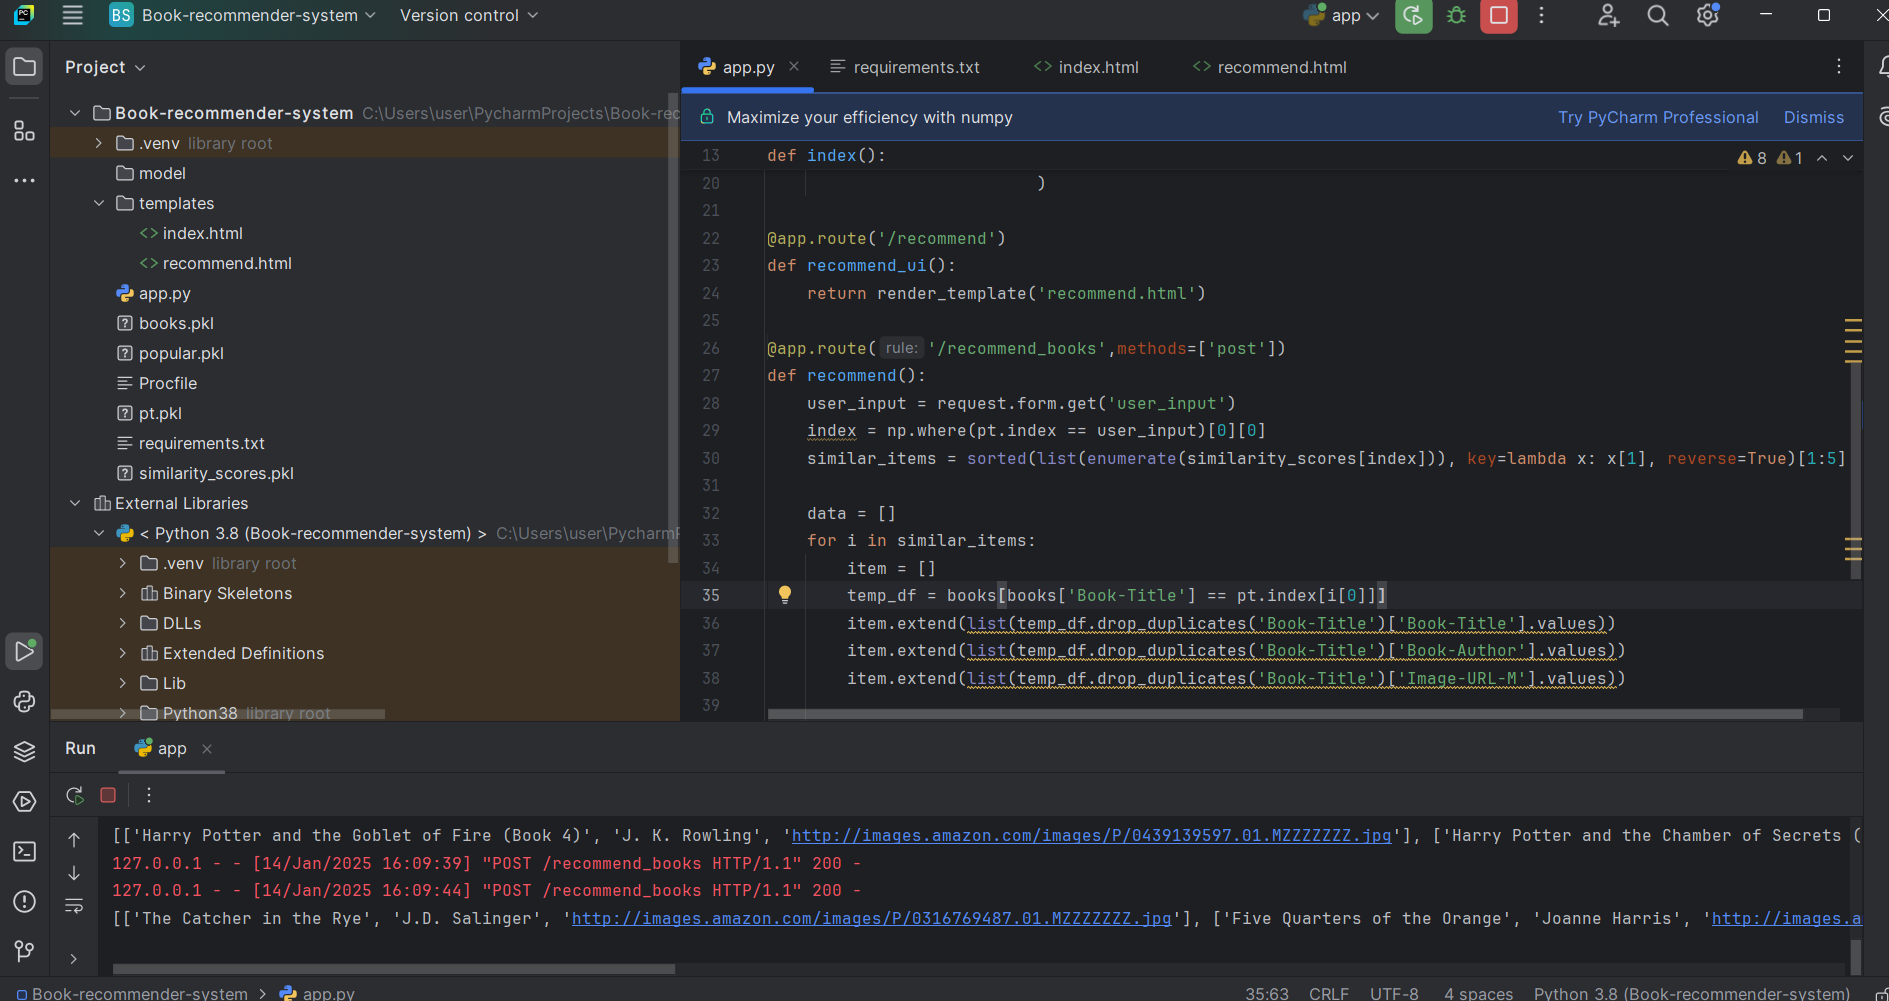 BS Book-recommender-system Version control app
Project
Book-recommender-system C:\Users\user\PycharmProjects\Book-rec
.venv library root
model
templates
<> index.html
<> recommend.html
app.py
books.pkl
popular.pkl
Procfile
pt.pkl
requirements.txt
similarity_scores.pkl
External Libraries
< Python 3.8 (Book-recommender-system) > C:\Users\user\PycharmP
.venv library root
Binary Skeletons
DLLs
Extended Definitions
Lib
Python38 library root
app.py requirements.txt <> index.html <> recommend.html
Maximize your efficiency with numpy Try PyCharm Professional Dismiss
13 def index():
8 1
20 )
21
22 @app.route('/recommend')
23 def recommend_ui():
24 return render_template('recommend.html')
25
26 @app.route( rule: '/recommend_books',methods=['post'])
27 def recommend():
28 user_input = request.form.get('user_input')
29 index = np.where(pt.index == user_input)[0][0]
30 similar_items = sorted(list(enumerate(similarity_scores[index])), key=lambda x: x[1], reverse=True)[1:5]
31
32 data = []
33 for i in similar_items:
34 item = []
35 temp_df = books[books['Book-Title'] == pt.index[i[0]]]
36 item.extend(list(temp_df.drop_duplicates('Book-Title')['Book-Title'].values))
37 item.extend(list(temp_df.drop_duplicates('Book-Title')['Book-Author'].values))
38 item.extend(list(temp_df.drop_duplicates('Book-Title')['Image-URL-M'].values))
39
Run app
[['Harry Potter and the Goblet of Fire (Book 4)', 'J. K. Rowling', 'http://images.amazon.com/images/P/0439139597.01.MZZZZZZZ.jpg'], ['Harry Potter and the Chamber of Secrets (
127.0.0.1 - - [14/Jan/2025 16:09:39] "POST /recommend_books HTTP/1.1" 200 -
127.0.0.1 - - [14/Jan/2025 16:09:44] "POST /recommend_books HTTP/1.1" 200 -
[['The Catcher in the Rye', 'J.D. Salinger', 'http://images.amazon.com/images/P/0316769487.01.MZZZZZZZ.jpg'], ['Five Quarters of the Orange', 'Joanne Harris', 'http://images.a
Book-recommender-system > app.py 35:63 CRLF UTF-8 4 spaces Python 3.8 (Book-recommender-system)